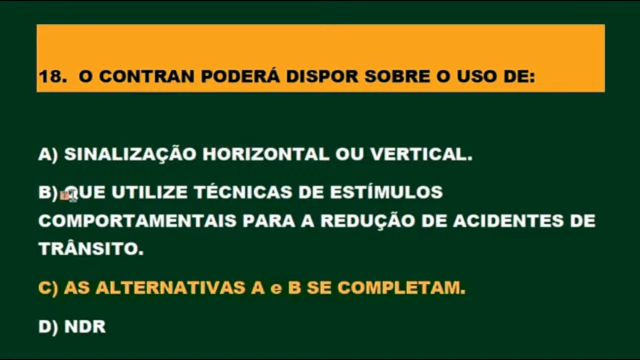 18. O CONTRAN PODERÁ DISPOR SOBRE O USO DE:
A) SINALIZAÇÃO HORIZONTAL OU VERTICAL.
B) QUE UTILIZE TÉCNICAS DE ESTÍMULOS
COMPORTAMENTAIS PARA A REDUÇÃO DE ACIDENTES DE
TRÂNSITO.
C) AS ALTERNATIVAS A e B SE COMPLETAM.
D) NDR